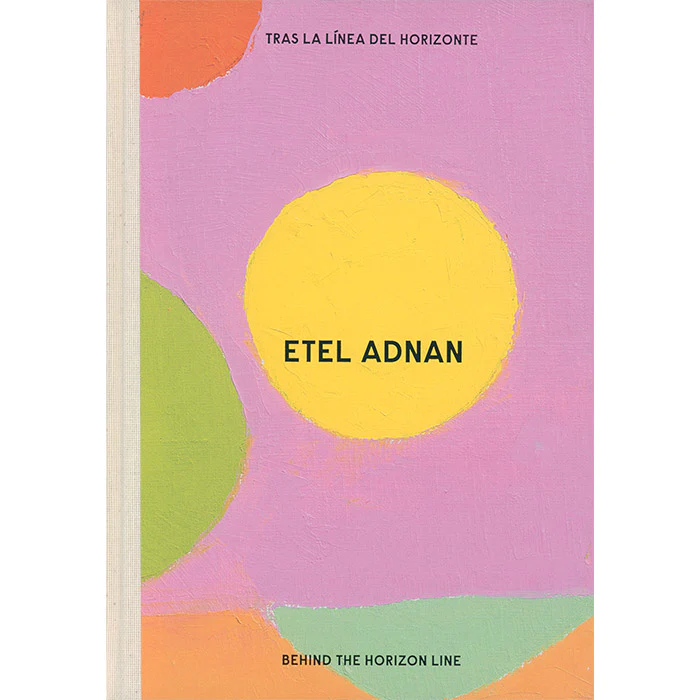 TRAS LA LÍNEA DEL HORIZONTE
ETEL ADNAN
BEHIND THE HORIZON LINE